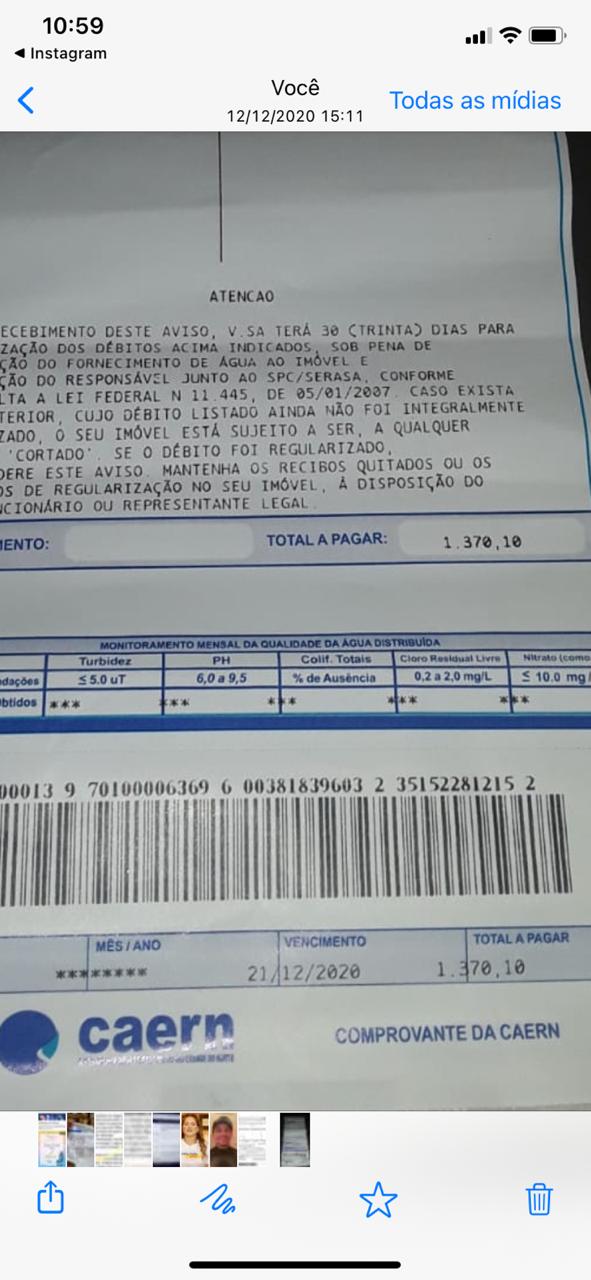 10:59
◀ Instagram
Você
12/12/2020 15:11
Todas as mídias
ATENCAO
ECEBIMENTO DESTE AVISO, V.SA TERÁ 30 (TRINTA) DIAS PARA
ZAÇÃO DOS DÉBITOS ACIMA INDICADOS, SOB PENA DE
ÇÃO DO FORNECIMENTO DE ÁGUA AO IMÓVEL E
ÇÃO DO RESPONSÁVEL JUNTO AO SPC/SERASA, CONFORME
LTA A LEI FEDERAL N 11.445, DE 05/01/2007. CASO EXISTA
TERIOR, CUJO DÉBITO LISTADO AINDA NÃO FOI INTEGRALMENTE
ZADO, O SEU IMÓVEL ESTÁ SUJEITO A SER, A QUALQUER
'CORTADO'. SE O DÉBITO FOI REGULARIZADO,
DERE ESTE AVISO. MANTENHA OS RECIBOS QUITADOS OU OS
OS DE REGULARIZAÇÃO NO SEU IMÓVEL, À DISPOSIÇÃO DO
NCIONÁRIO OU REPRESENTANTE LEGAL.
MENTO: TOTAL A PAGAR: 1.370,10
MONITORAMENTO MENSAL DA QUALIDADE DA ÁGUA DISTRIBUÍDA
Turbidez PH Colif. Totais Cloro Residual Livre Nitrato (como
ndações ≤ 5.0 uT 6,0 a 9,5 % de Ausência 0,2 a 2,0 mg/L ≤ 10.0 mg/
btidos *** *** *** *** ***
00013 9 70100006369 6 00381839603 2 35152281215 2
MÊS / ANO VENCIMENTO TOTAL A PAGAR
******** 21/12/2020 1.370,10
caern
COMPROVANTE DA CAERN